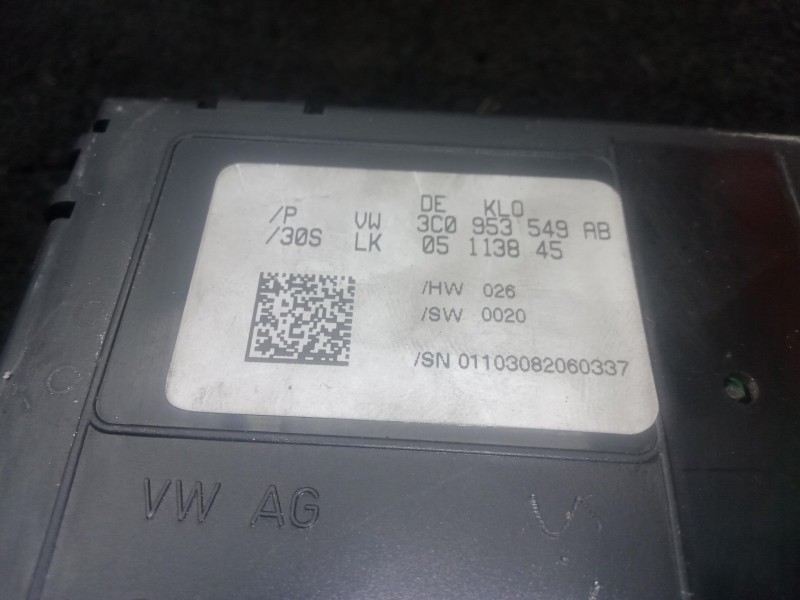 DE KLO
/P VW 3C0 953 549 AB
/30S LK 05 1138 45
/HW 026
/SW 0020
/SN 01103082060337
VW AG